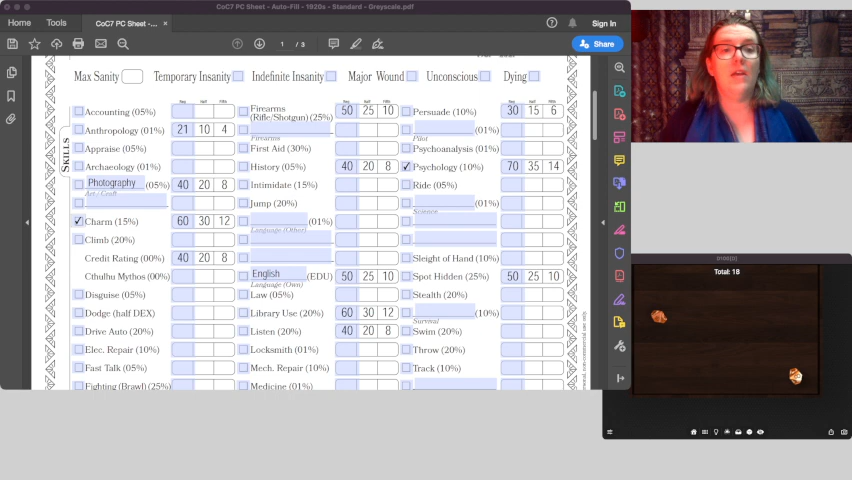 CoC7 PC Sheet - Auto-Fill - 1920s - Standard - Greyscale.pdf
Home Tools CoC7 PC Sheet -... × Sign In
1 / 3 Share
Max Sanity Temporary Insanity Indefinite Insanity Major Wound Unconscious Dying
SKILLS
Accounting (05%)
Anthropology (01%) 21 10 4
Appraise (05%)
Archaeology (01%)
Photography (05%) 40 20 8
Art / Craft
Charm (15%) 60 30 12
Climb (20%)
Credit Rating (00%) 40 20 8
Cthulhu Mythos (00%)
Disguise (05%)
Dodge (half DEX)
Drive Auto (20%)
Elec. Repair (10%)
Fast Talk (05%)
Fighting (Brawl) (25%)
Firearms
(Rifle/Shotgun) (25%) 50 25 10
Firearms
First Aid (30%)
History (05%) 40 20 8
Intimidate (15%)
Jump (20%)
(01%)
Language (Other)
English (EDU) 50 25 10
Language (Own)
Law (05%)
Library Use (20%) 60 30 12
Listen (20%) 40 20 8
Locksmith (01%)
Mech. Repair (10%)
Medicine (01%)
Persuade (10%) 30 15 6
(01%)
Pilot
Psychoanalysis (01%)
Psychology (10%) 70 35 14
Ride (05%)
(01%)
Science
Sleight of Hand (10%)
Spot Hidden (25%) 50 25 10
Stealth (20%)
(10%)
Survival
Swim (20%)
Throw (20%)
Track (10%)
Total: 18